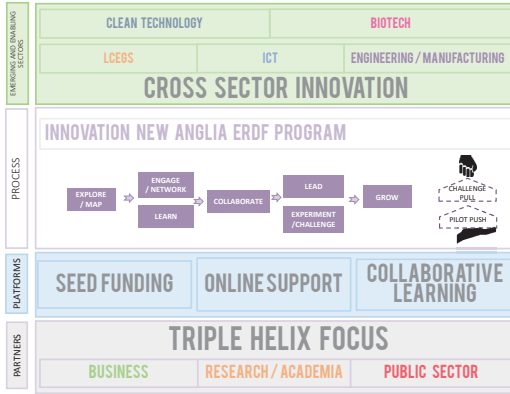 EMERGING AND ENABLING
SECTORS
CLEAN TECHNOLOGY
BIOTECH
LCEGS
ICT
ENGINEERING / MANUFACTURING
CROSS SECTOR INNOVATION
PROCESS
INNOVATION NEW ANGLIA ERDF PROGRAM
EXPLORE
/ MAP
ENGAGE
/ NETWORK
LEARN
COLLABORATE
LEAD
EXPERIMENT
/CHALLENGE
GROW
CHALLENGE
PULL
PILOT PUSH
PLATFORMS
SEED FUNDING
ONLINE SUPPORT
COLLABORATIVE
LEARNING
PARTNERS
TRIPLE HELIX FOCUS
BUSINESS
RESEARCH / ACADEMIA
PUBLIC SECTOR